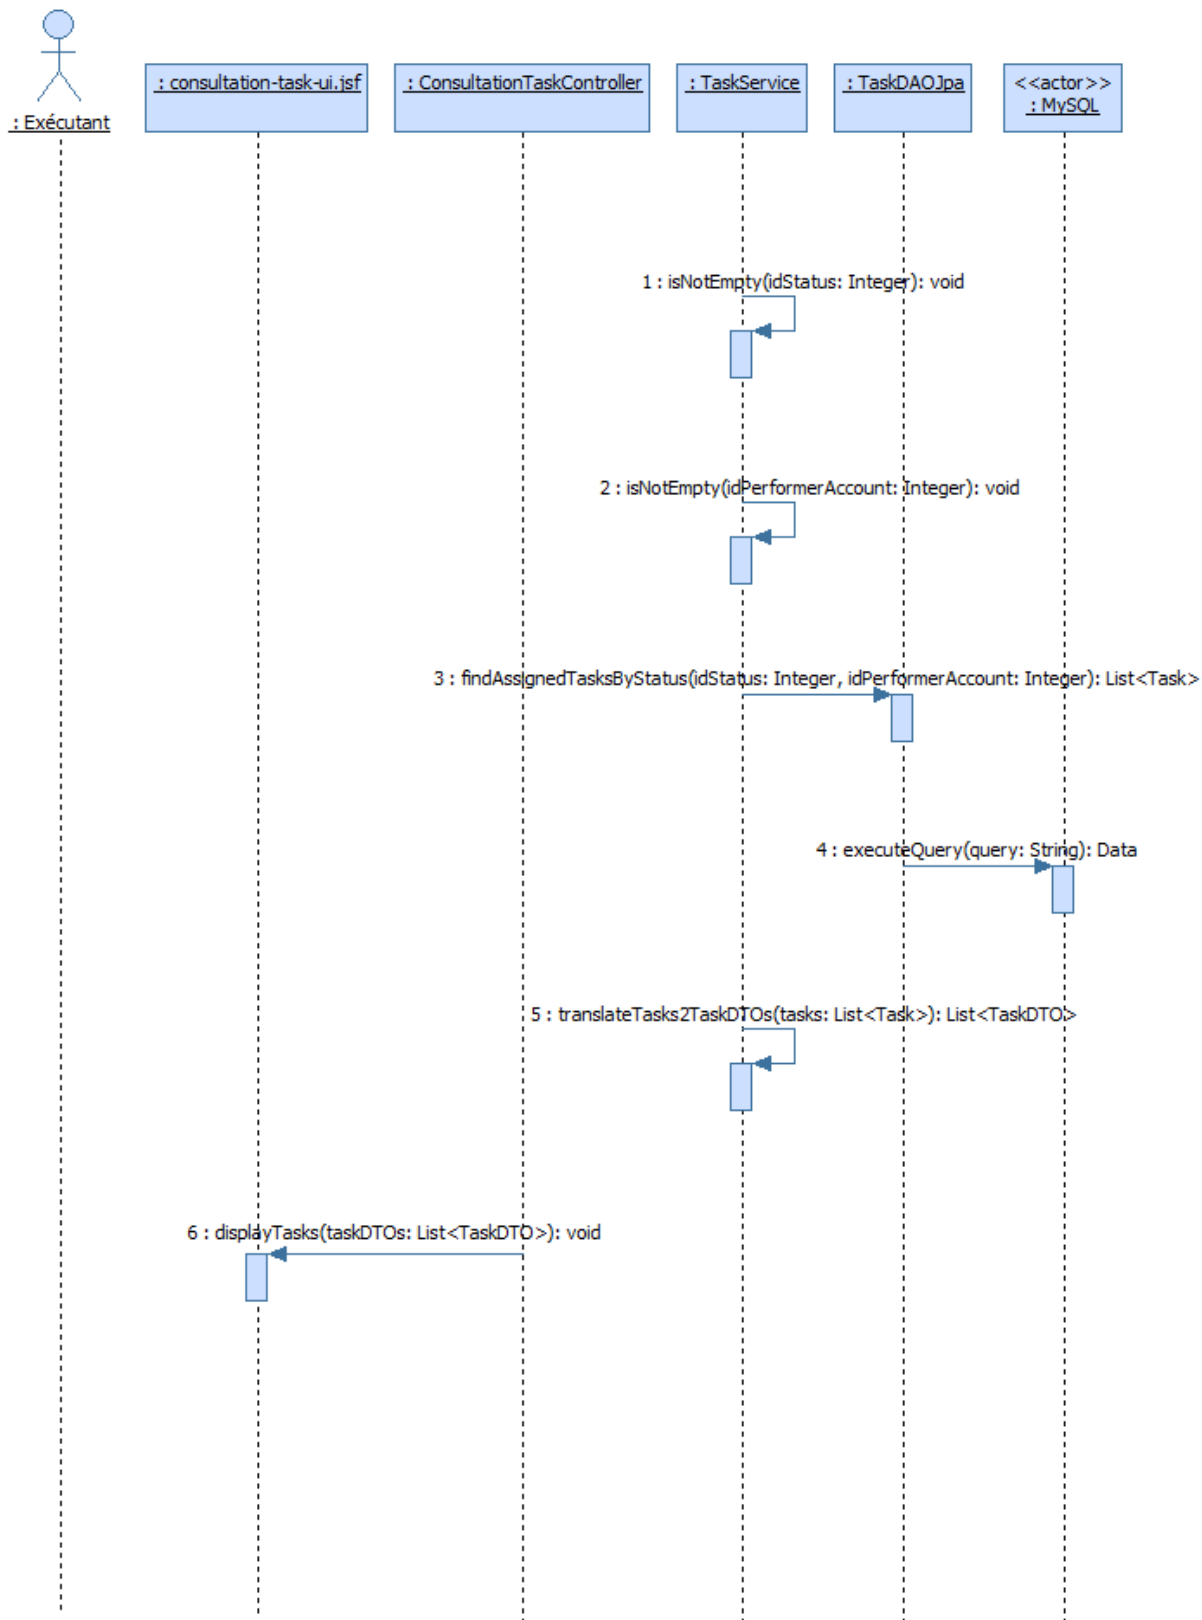 : Exécutant
: consultation-task-ui.jsf
: ConsultationTaskController
: TaskService
: TaskDAOJpa
<<actor>>
: MySQL
1 : isNotEmpty(idStatus: Integer): void
2 : isNotEmpty(idPerformerAccount: Integer): void
3 : findAssignedTasksByStatus(idStatus: Integer, idPerformerAccount: Integer): List<Task>
4 : executeQuery(query: String): Data
5 : translateTasks2TaskDTOs(tasks: List<Task>): List<TaskDTO>
6 : displayTasks(taskDTOs: List<TaskDTO>): void